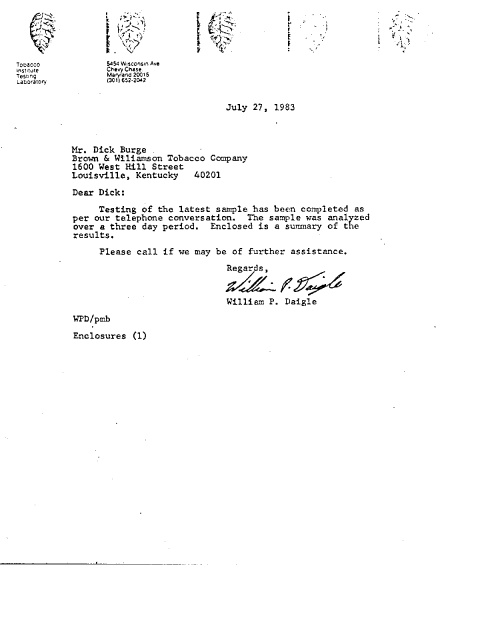 Tobacco
Institute
Testing
Laboratory
5454 Wisconsin Ave
Chevy Chase
Maryland 20015
(301) 652-2042
July 27, 1983
Mr. Dick Burge
Brown & Wiliamson Tobacco Company
1600 West Hill Street
Louisville, Kentucky 40201
Dear Dick:
Testing of the latest sample has been completed as
per our telephone conversation. The sample was analyzed
over a three day period. Enclosed is a summary of the
results.
Please call if we may be of further assistance.
Regards,
William P. Daigle
William P. Daigle
WPD/pmb
Enclosures (1)